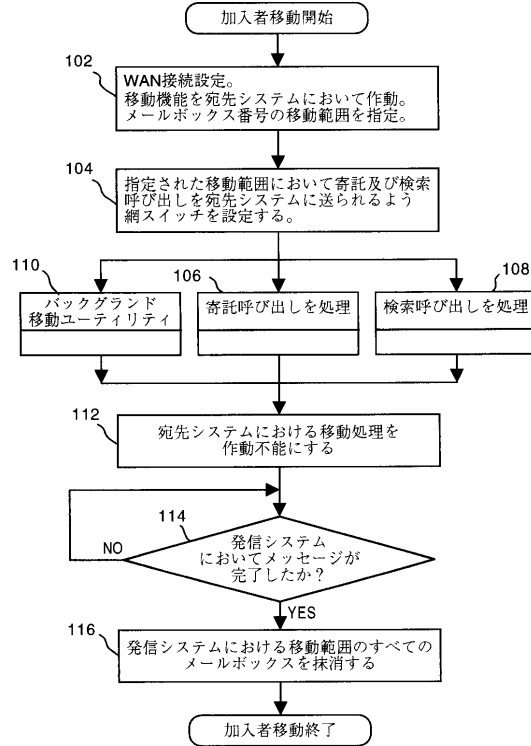 加入者移動開始
102
WAN接続設定。
移動機能を宛先システムにおいて作動。
メールボックス番号の移動範囲を指定。
104
指定された移動範囲において寄託及び検索
呼び出しを宛先システムに送られるよう
網スイッチを設定する。
110
バックグランド
移動ユーティリティ
106
寄託呼び出しを処理
108
検索呼び出しを処理
112
宛先システムにおける移動処理を
作動不能にする
114
発信システム
においてメッセージが
完了したか?
NO
YES
116
発信システムにおける移動範囲のすべての
メールボックスを抹消する
加入者移動終了